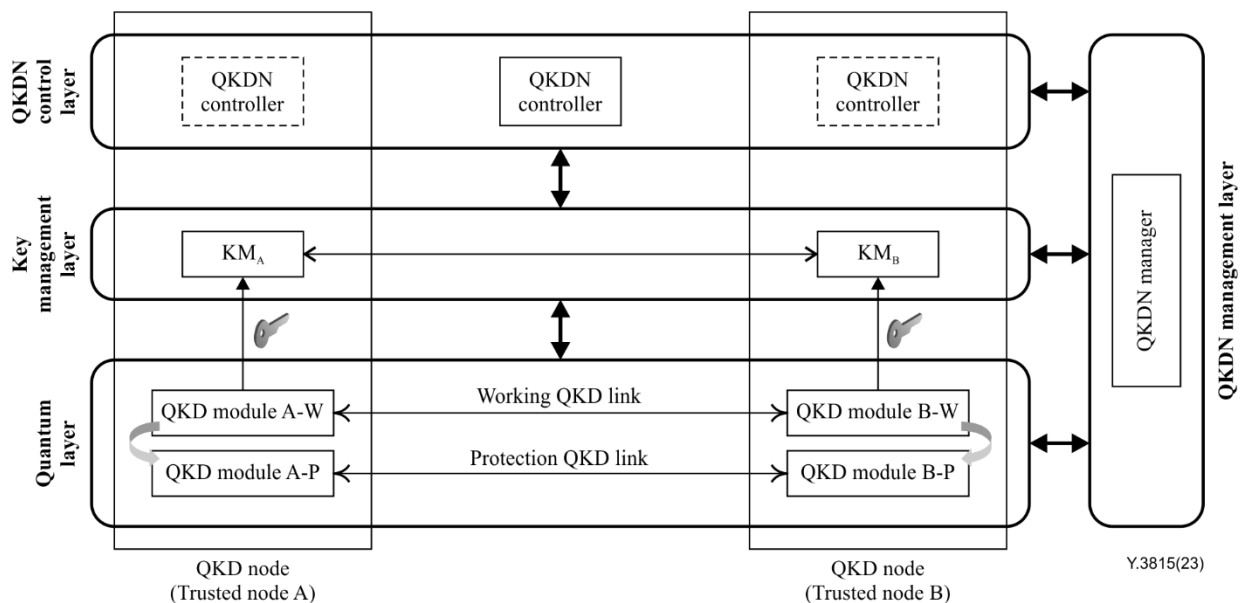 QKDN
control
layer
QKDN
controller
QKDN
controller
QKDN
controller
Key
management
layer
KMA
KMB
QKDN manager
QKDN management layer
Quantum
layer
QKD module A-W
Working QKD link
QKD module B-W
QKD module A-P
Protection QKD link
QKD module B-P
QKD node
(Trusted node A)
QKD node
(Trusted node B)
Y.3815(23)